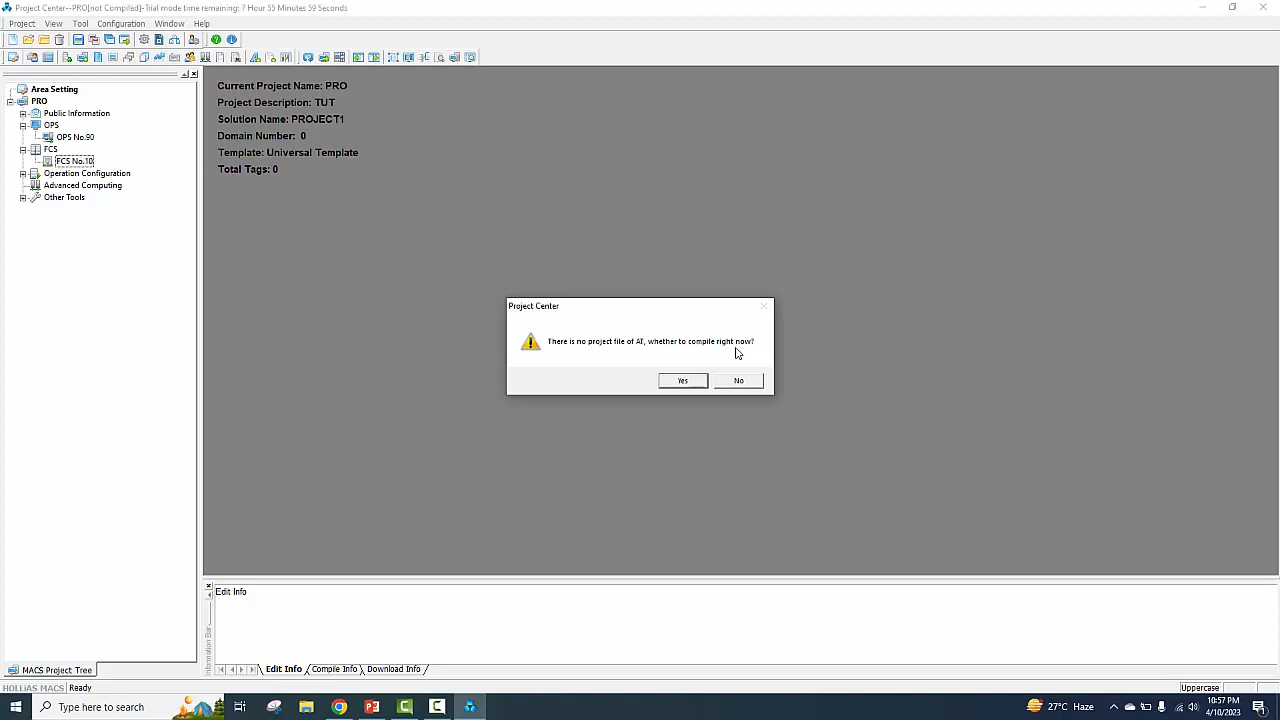 Project Center--PRO[not Compiled]-Trial mode time remaining: 7 Hour 55 Minutes 59 Seconds
Project View Tool Configuration Window Help
Area Setting
PRO
Public Information
OPS
OPS No.90
FCS
FCS No.10
Operation Configuration
Advanced Computing
Other Tools
MACS Project Tree
Current Project Name: PRO
Project Description: TUT
Solution Name: PROJECT1
Domain Number: 0
Template: Universal Template
Total Tags: 0
Project Center
There is no project file of AT, whether to compile right now?
Yes No
Edit Info
Information Bar
Edit Info Compile Info Download Info
HOLLiAS MACS Ready Uppercase
Type here to search
27°C Haze
10:57 PM
4/10/2023
1